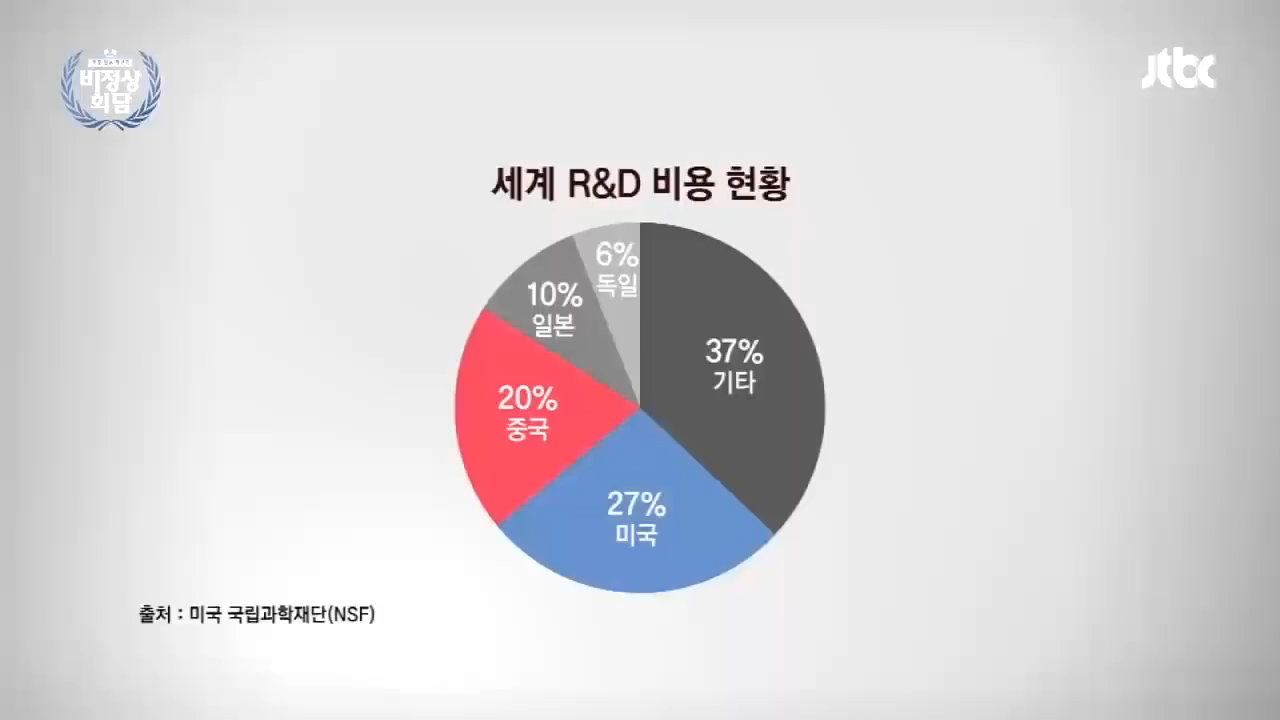 비정상
회담
jtbc
세계 R&D 비용 현황
6%
독일
10%
일본
37%
기타
20%
중국
27%
미국
출처 : 미국 국립과학재단(NSF)